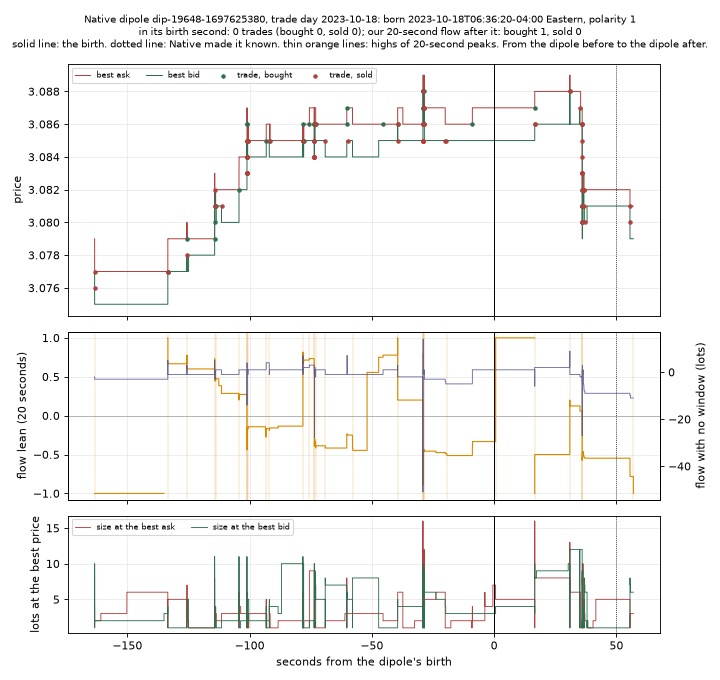 Native dipole dip-19648-1697625380, trade day 2023-10-18: born 2023-10-18T06:36:20-04:00 Eastern, polarity 1
in its birth second: 0 trades (bought 0, sold 0); our 20-second flow after it: bought 1, sold 0
solid line: the birth. dotted line: Native made it known. thin orange lines: highs of 20-second peaks. From the dipole before to the dipole after.
best ask
best bid
trade, bought
trade, sold
3.088
3.086
3.084
3.082
3.080
3.078
3.076
price
1.0
0.5
0.0
−0.5
−1.0
flow lean (20 seconds)
0
−20
−40
flow with no window (lots)
size at the best ask
size at the best bid
15
10
5
lots at the best price
−150
−100
−50
0
50
seconds from the dipole's birth